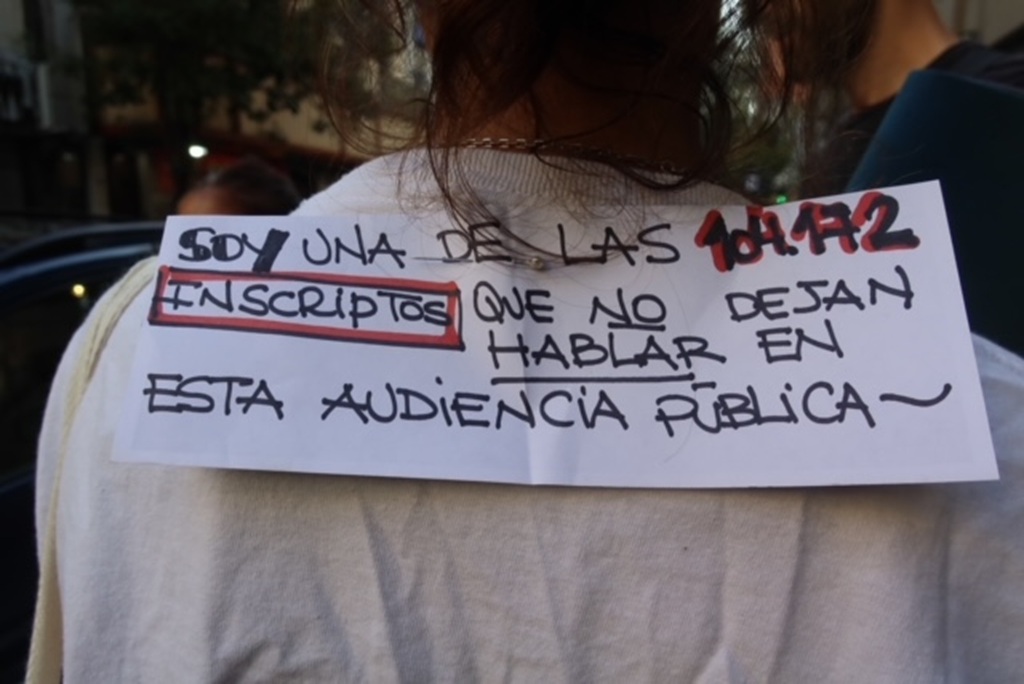 SOY UNA DE LAS 104.172
INSCRIPTOS QUE NO DEJAN
HABLAR EN
ESTA AUDIENCIA PÚBLICA~